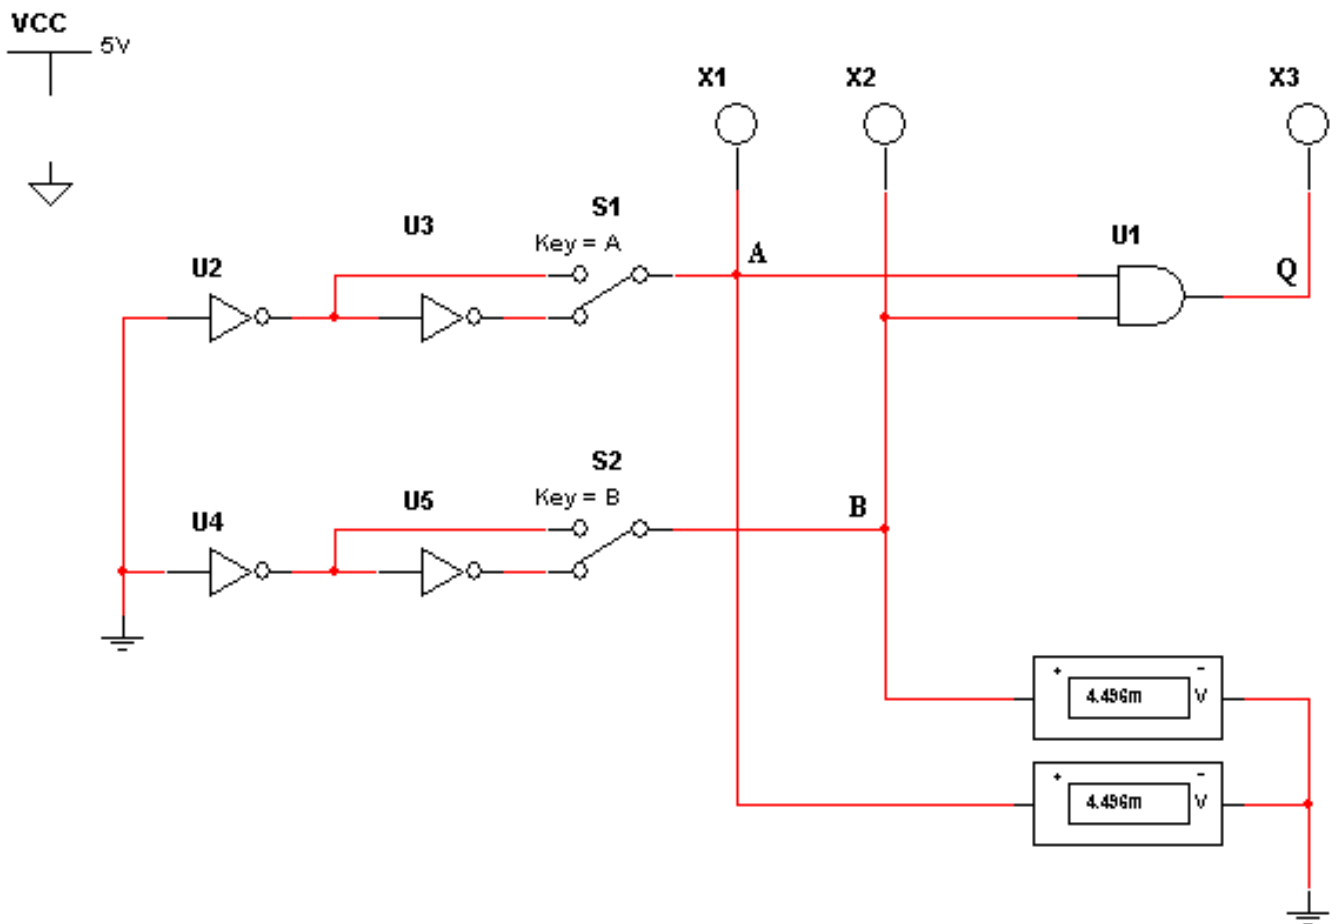 VCC
5V
X1
X2
X3
S1
Key = A
U3
U2
A
U1
Q
S2
Key = B
U5
U4
B
+ -
4.496m V
+ -
4.496m V